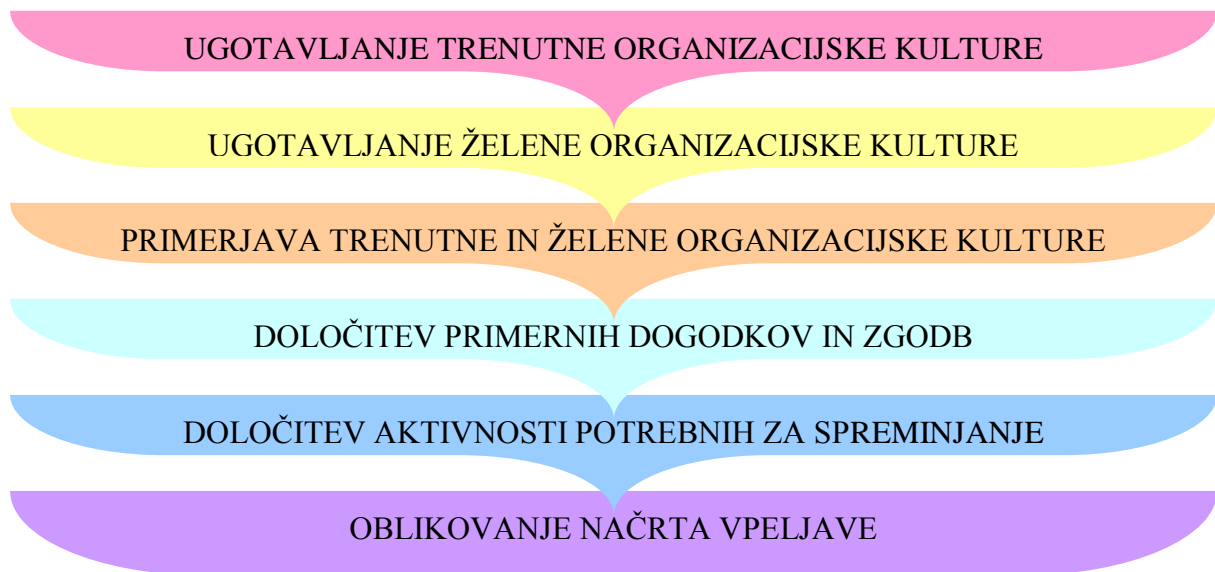 UGOTAVLJANJE TRENUTNE ORGANIZACIJSKE KULTURE
UGOTAVLJANJE ŽELENE ORGANIZACIJSKE KULTURE
PRIMERJAVA TRENUTNE IN ŽELENE ORGANIZACIJSKE KULTURE
DOLOČITEV PRIMERNIH DOGODKOV IN ZGODB
DOLOČITEV AKTIVNOSTI POTREBNIH ZA SPREMINJANJE
OBLIKOVANJE NAČRTA VPELJAVE